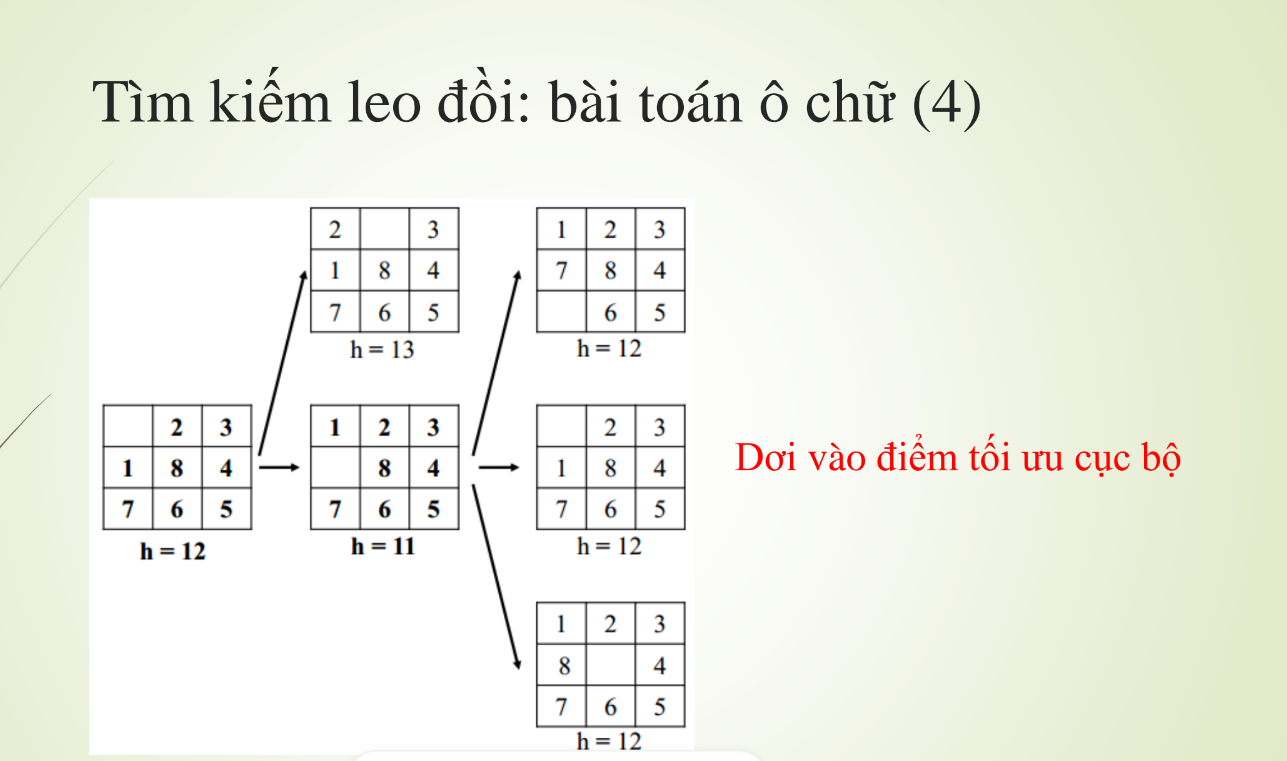 Tìm kiếm leo đồi: bài toán ô chữ (4)
2 3
1 8 4
7 6 5
h = 13
1 2 3
7 8 4
6 5
h = 12
2 3
1 8 4
7 6 5
h = 12
1 2 3
8 4
7 6 5
h = 11
2 3
1 8 4
7 6 5
h = 12
Dơi vào điểm tối ưu cục bộ
1 2 3
8 4
7 6 5
h = 12